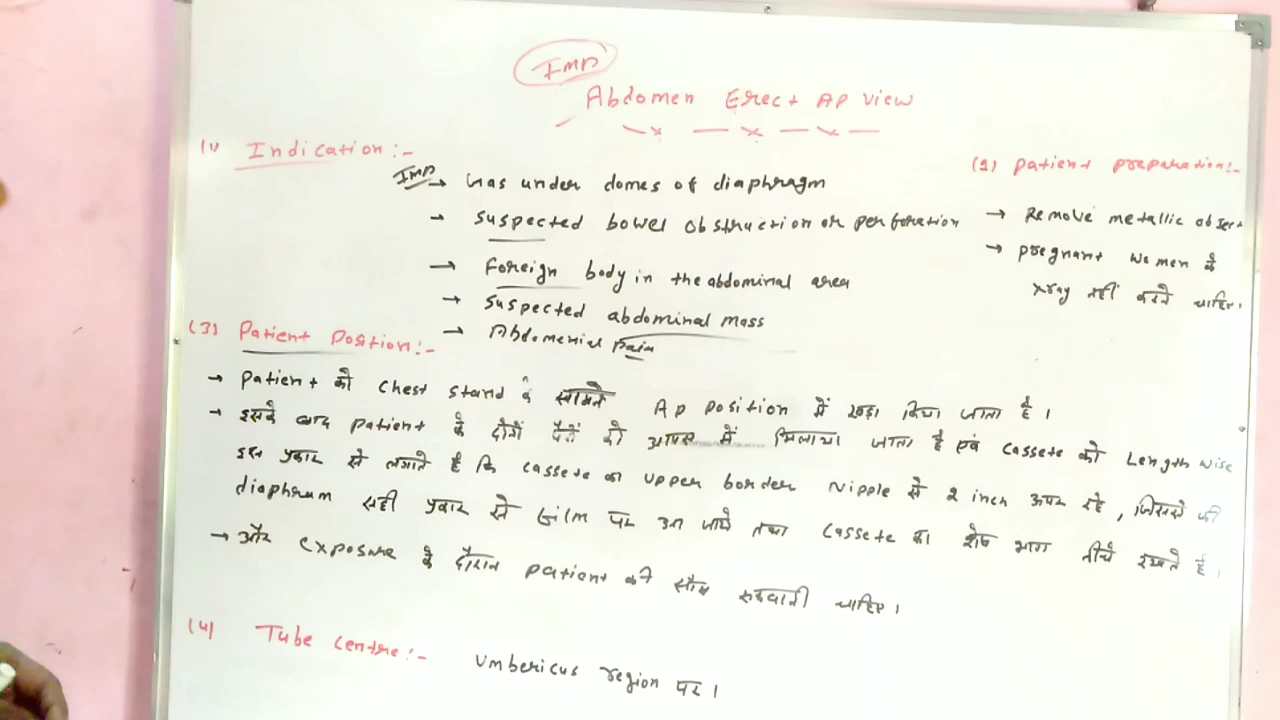 IMP
Abdomen Erect AP view
(1) Indication:-
IMP → Gas under domes of diaphragm
→ Suspected bowel obstruction or perforation
→ Foreign body in the abdominal area
→ Suspected abdominal mass
→ Abdomenial Pain
(2) Patient preparation:-
→ Remove metallic object
→ pregnant women के
xray नहीं करने चाहिए।
(3) Patient Position:-
→ Patient को chest stand के सामने AP position में खड़ा किया जाता है।
→ इसके बाद patient के दोनों पैरों को आपस में मिलाया जाता है एवं cassete को Length wise
इस प्रकार से लगाते है कि cassete का upper border Nipple से 2 inch ऊपर रहे, जिससे की
diaphram सही प्रकार से film पर आ जाये तथा cassete का शेष भाग नीचे रखते है।
→ और exposure के दौरान patient की साँस रुकवानी चाहिए।
(4) Tube centre:- Umbericus region पर।